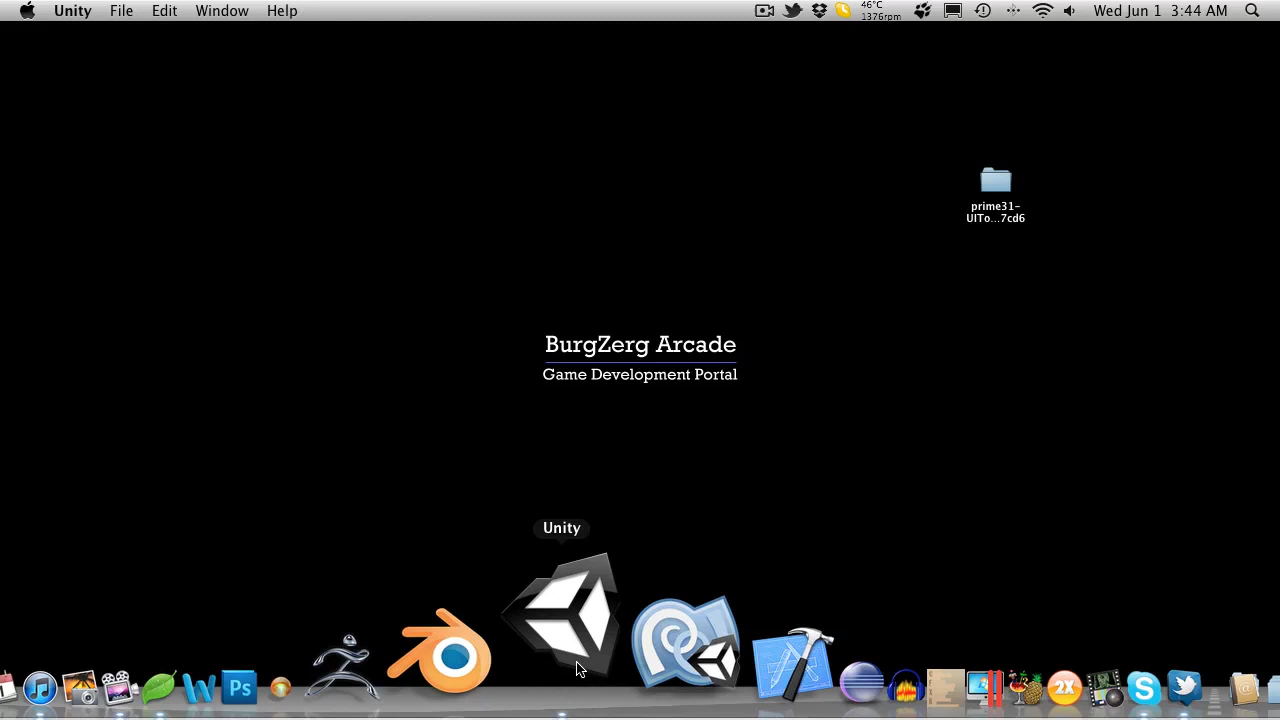 Unity File Edit Window Help 46°C 1376rpm Wed Jun 1 3:44 AM
prime31-
UITo...7cd6
BurgZerg Arcade
Game Development Portal
Unity
W Ps 2X S